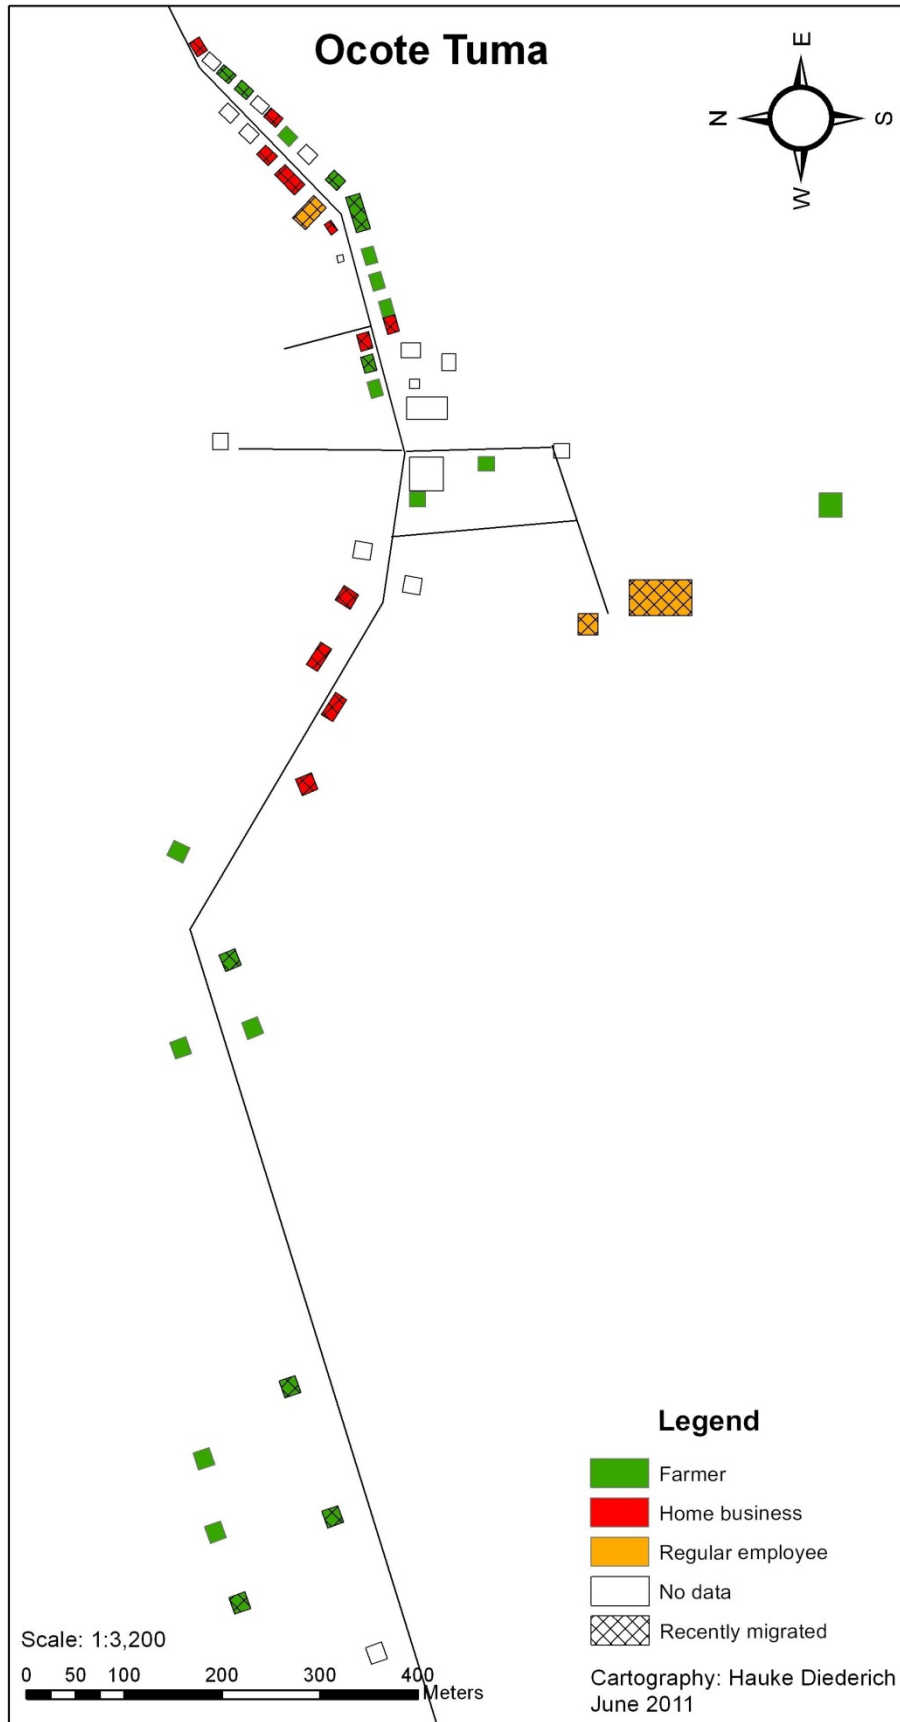 Ocote Tuma
E
N
S
W
Legend
Farmer
Home business
Regular employee
No data
Recently migrated
Scale: 1:3,200
0 50 100 200 300 400
Meters
Cartography: Hauke Diederich
June 2011